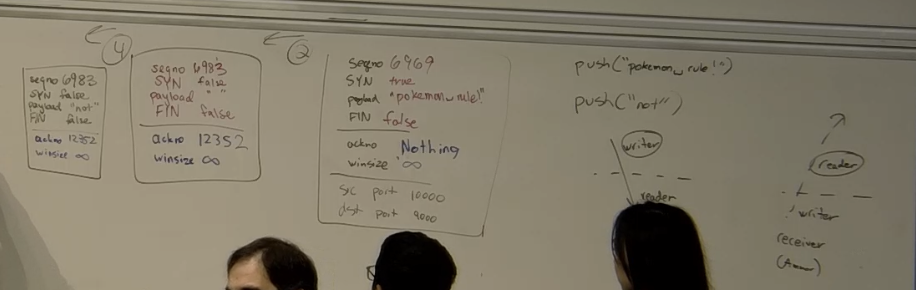 ④
②
segno 6983
SYN false
payload "not"
FIN false
ackno 12352
winsize ∞
segno 6983
SYN false
payload " "
FIN false
ackno 12352
winsize ∞
segno 6969
SYN true
payload "pokemon␣rule!"
FIN false
ackno Nothing
winsize ∞
src port 10000
dest port 9000
push("pokemon␣rule!")
push("not")
writer
reader
reader
writer
receiver